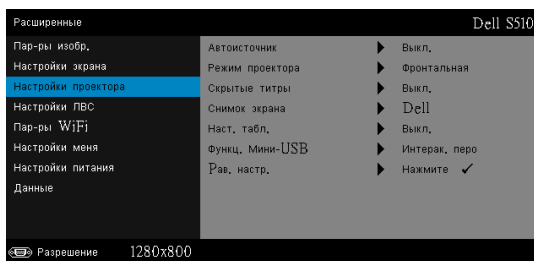 Расширенные Dell S510
Пар-ры изобр.
Настройки экрана
Настройки проектора
Настройки ЛВС
Пар-ры WiFi
Настройки меня
Настройки питания
Данные
Автоисточник Выкл.
Режим проектора Фронтальная
Скрытые титры Выкл.
Снимок экрана Dell
Наст. табл. Выкл.
Функц. Мини-USB Интерак. перо
Рав. настр. Нажмите ✓
Разрешение 1280x800